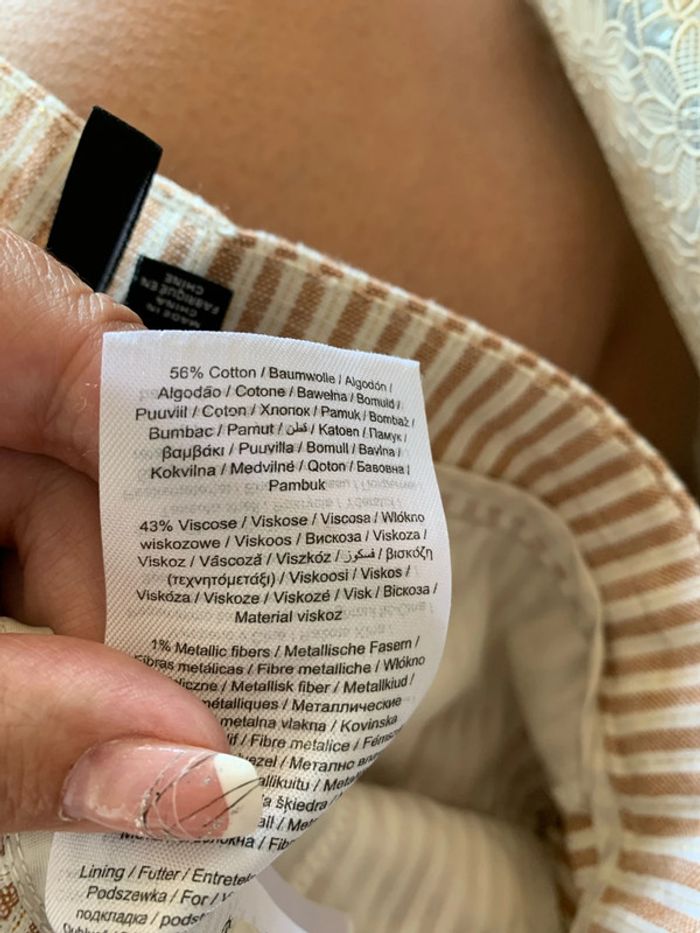 MADE IN
CHINA
FABRIQUÉ EN
CHINE
56% Cotton / Baumwolle / Algodón /
Algodão / Cotone / Bawełna / Bomuld /
Puuvill / Coton / Хлопок / Pamuk / Bombaž /
Bumbac / Pamut / قطن / Katoen / Памук /
βαμβάκι / Puuvilla / Bomull / Bavlna /
Kokvilna / Medvilnė / Qoton / Бавовна /
Pambuk
43% Viscose / Viskose / Viscosa / Włókno
wiskozowe / Viskoos / Вискоза / Viskoza /
Viskoz / Vâscoză / Viszkóz / فسكوز / βισκόζη
(τεχνητόμετάξι) / Viskoosi / Viskos /
Viskóza / Viskoze / Viskozė / Visk / Віскоза /
Material viskoz
1% Metallic fibers / Metallische Fasern /
Fibras metálicas / Fibre metalliche / Włókno
/ Metallisk fiber / Metallkiud /
métalliques / Металлические
metalna vlakna / Kovinska
/ Fibre metalice /
/ Метално
/
šķiedra /
/
Lining / Futter /
Podszewka / For /
подкладка /